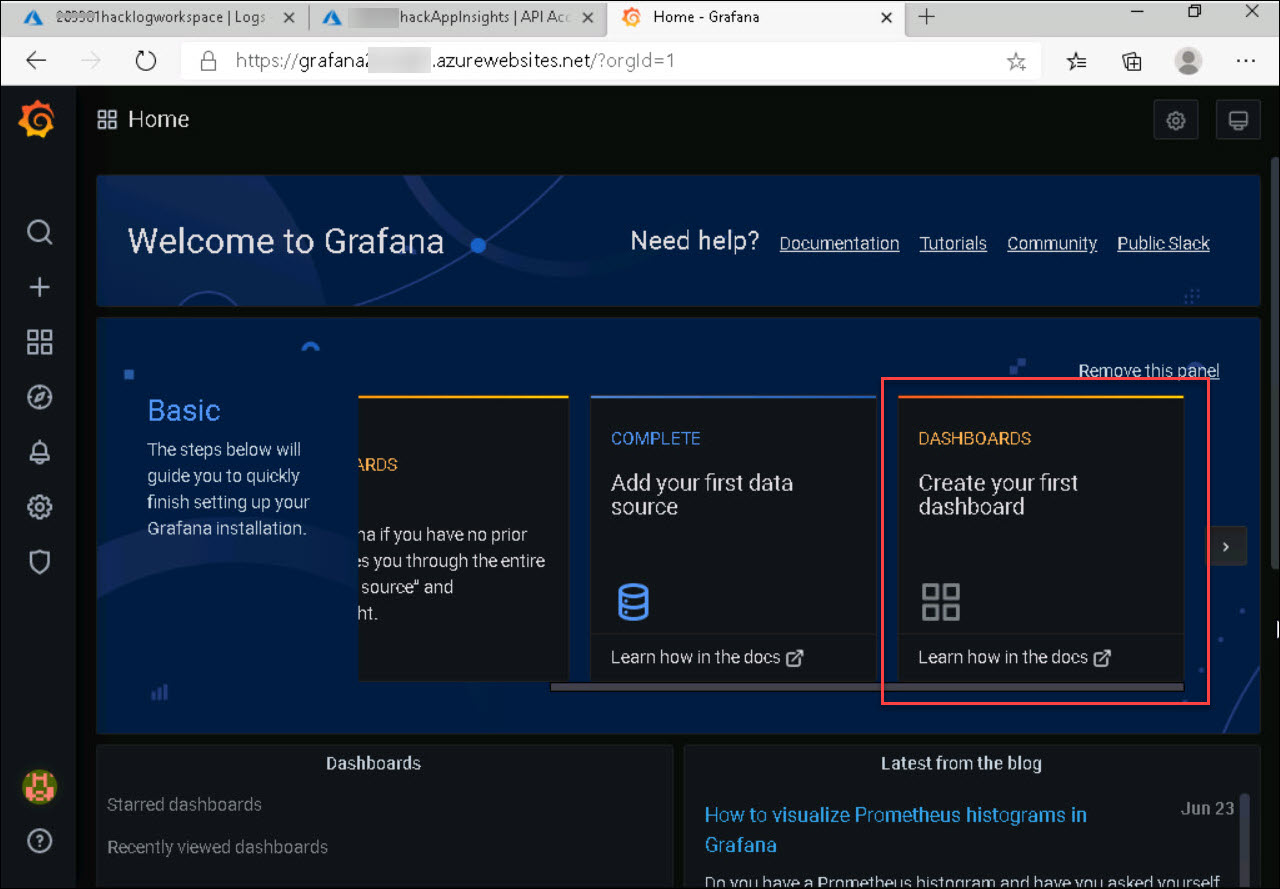 hacklogworkspace | Logs
hackAppInsights | API Acc
Home - Grafana
https://grafana
.azurewebsites.net/?orgId=1
Home
Welcome to Grafana
Need help?
Documentation
Tutorials
Community
Public Slack
Remove this panel
Basic
The steps below will
guide you to quickly
finish setting up your
Grafana installation.
ARDS
na if you have no prior
es you through the entire
source" and
ht.
COMPLETE
Add your first data
source
Learn how in the docs
DASHBOARDS
Create your first
dashboard
Learn how in the docs
Dashboards
Starred dashboards
Recently viewed dashboards
Latest from the blog
How to visualize Prometheus histograms in
Grafana
Jun 23
Do you have a Prometheus histogram and have you asked yourself